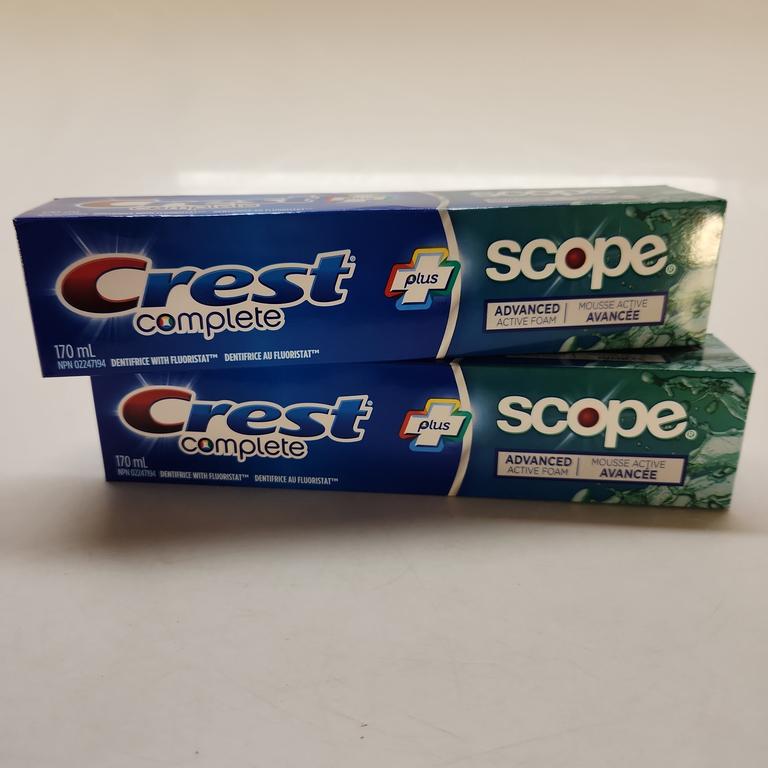 Crest
complete
plus
scope®
ADVANCED
ACTIVE FOAM
MOUSSE ACTIVE
AVANCÉE
170 mL
NPN 02247194 DENTIFRICE WITH FLUORISTAT™ DENTIFRICE AU FLUORISTAT™
Crest
complete
plus
scope®
ADVANCED
ACTIVE FOAM
MOUSSE ACTIVE
AVANCÉE
170 mL
NPN 02247194 DENTIFRICE WITH FLUORISTAT™ DENTIFRICE AU FLUORISTAT™